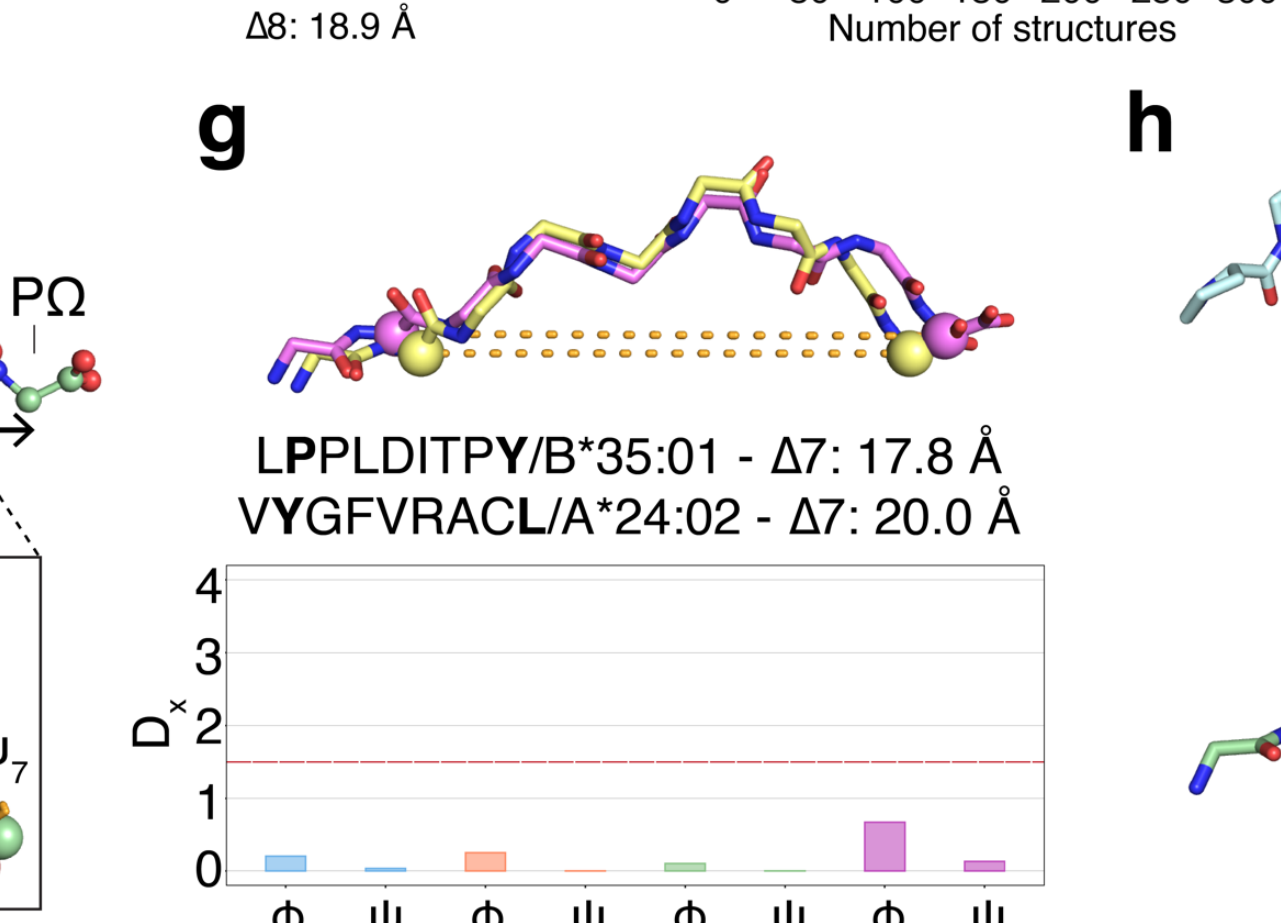 Δ8: 18.9 Å
Number of structures
g
h
PΩ
LPPLDITPY/B*35:01 - Δ7: 17.8 Å
VYGFVRACL/A*24:02 - Δ7: 20.0 Å
4
3
2
1
0
Dx
7